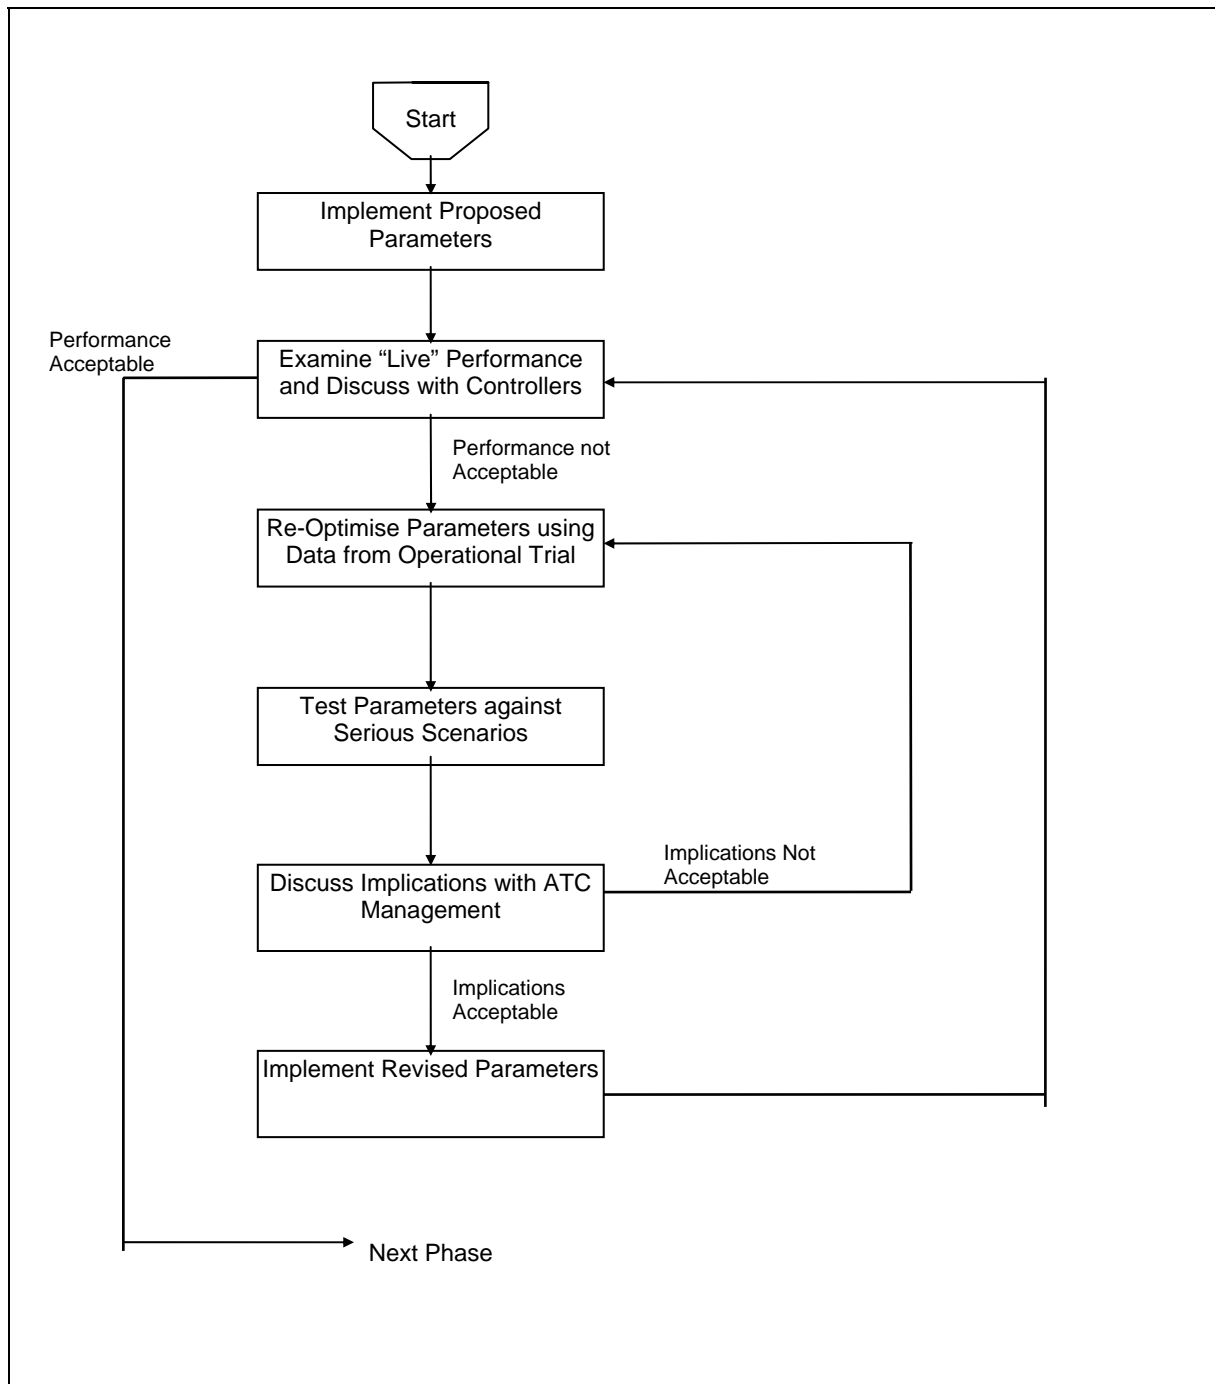 Start
Implement Proposed
Parameters
Performance
Acceptable
Examine “Live” Performance
and Discuss with Controllers
Performance not
Acceptable
Re-Optimise Parameters using
Data from Operational Trial
Test Parameters against
Serious Scenarios
Implications Not
Acceptable
Discuss Implications with ATC
Management
Implications
Acceptable
Implement Revised Parameters
Next Phase